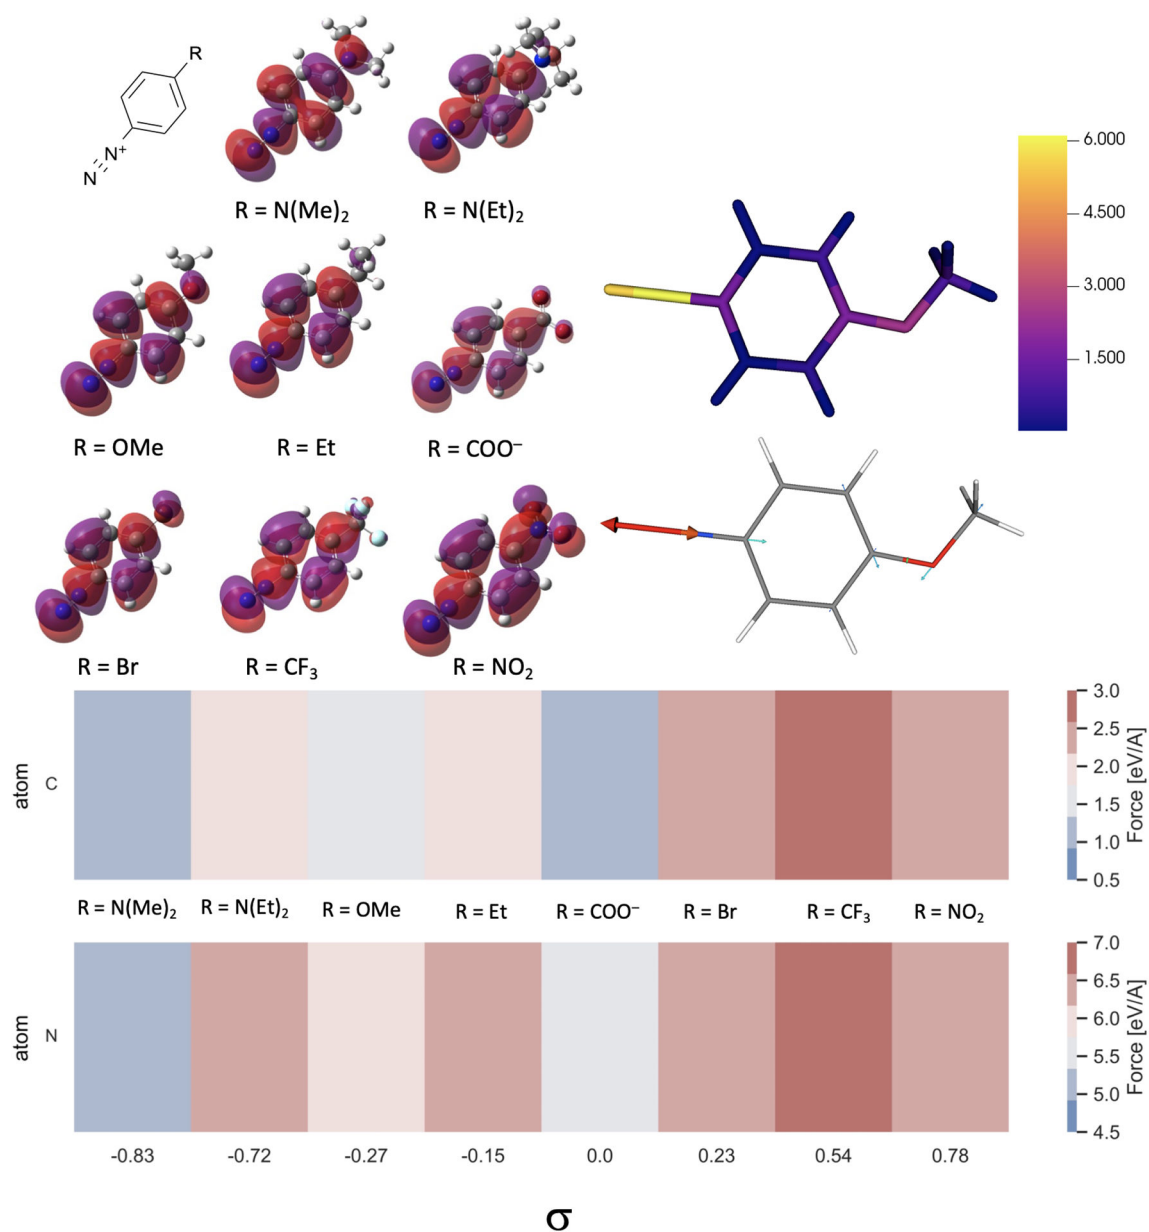 R
N⁺
N
R = N(Me)₂
R = N(Et)₂
6.000
4.500
3.000
1.500
R = OMe
R = Et
R = COO⁻
R = Br
R = CF₃
R = NO₂
atom
C
3.0
2.5
2.0
1.5
1.0
0.5
Force [eV/A]
R = N(Me)₂ R = N(Et)₂ R = OMe R = Et R = COO⁻ R = Br R = CF₃ R = NO₂
atom
N
7.0
6.5
6.0
5.5
5.0
4.5
Force [eV/A]
-0.83 -0.72 -0.27 -0.15 0.0 0.23 0.54 0.78
σ